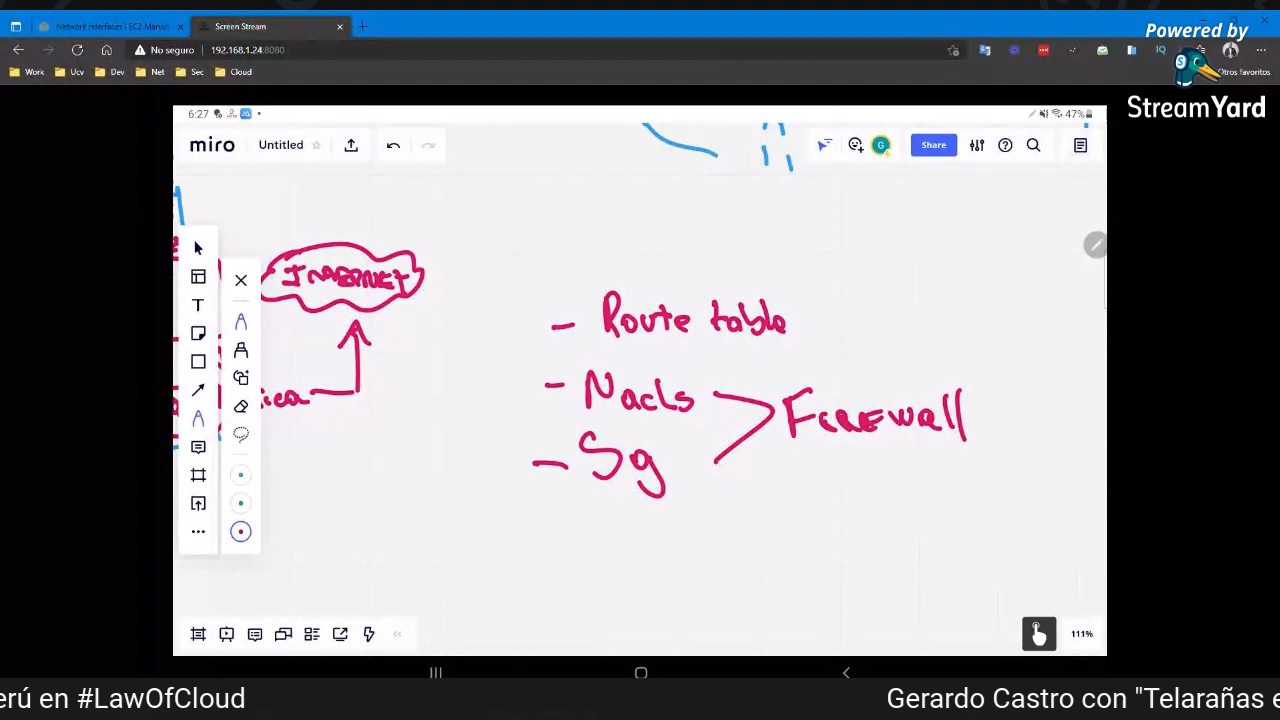 Network interfaces | EC2 Manag
Screen Stream
Powered by
No seguro
192.168.1.24:8080
Work
Ucv
Dev
Net
Sec
Cloud
Otros favoritos
StreamYard
6:27
47%
miro
Untitled
Share
INTERNET
ica
- Route table
- Nacls
FIREWall
- Sg
111%
erú en #LawOfCloud
Gerardo Castro con "Telarañas e